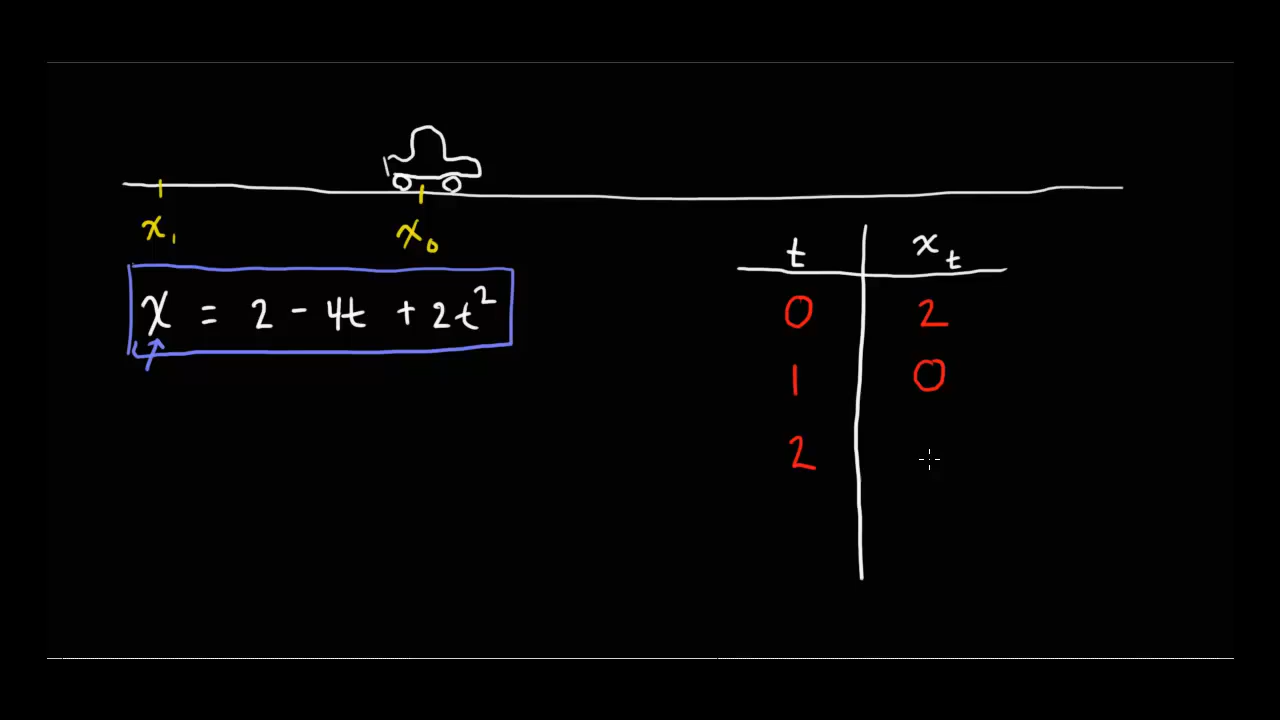 x₁ x₀
x = 2 - 4t + 2t²
t xₜ
0 2
1 0
2